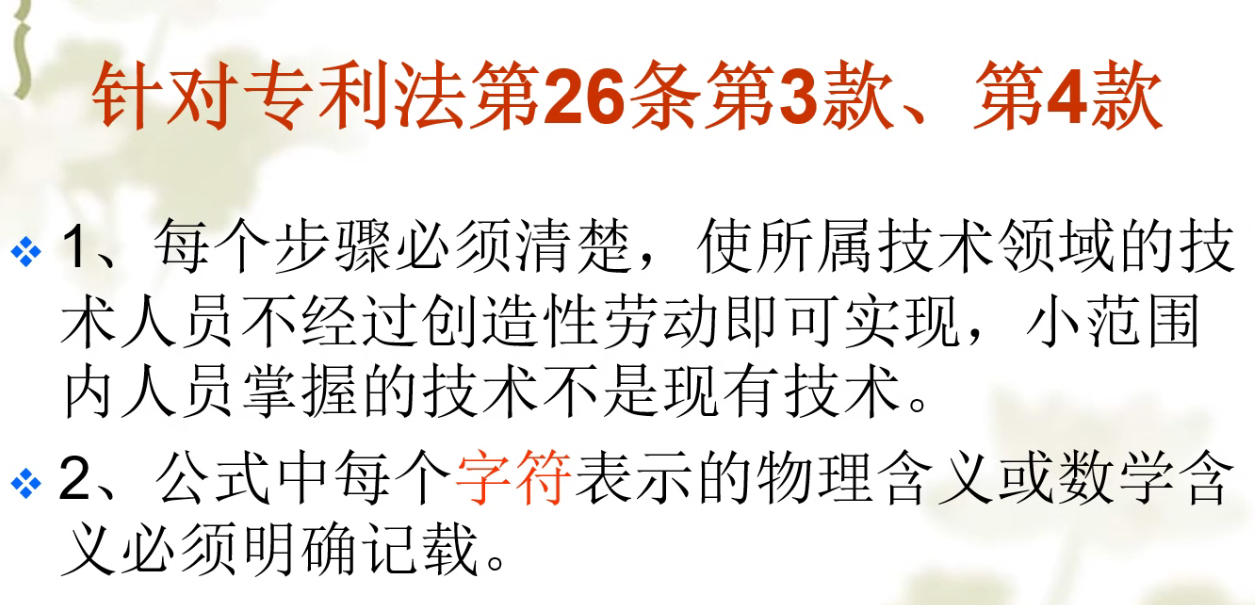 针对专利法第26条第3款、第4款
1、每个步骤必须清楚，使所属技术领域的技
术人员不经过创造性劳动即可实现，小范围
内人员掌握的技术不是现有技术。
2、公式中每个字符表示的物理含义或数学含
义必须明确记载。